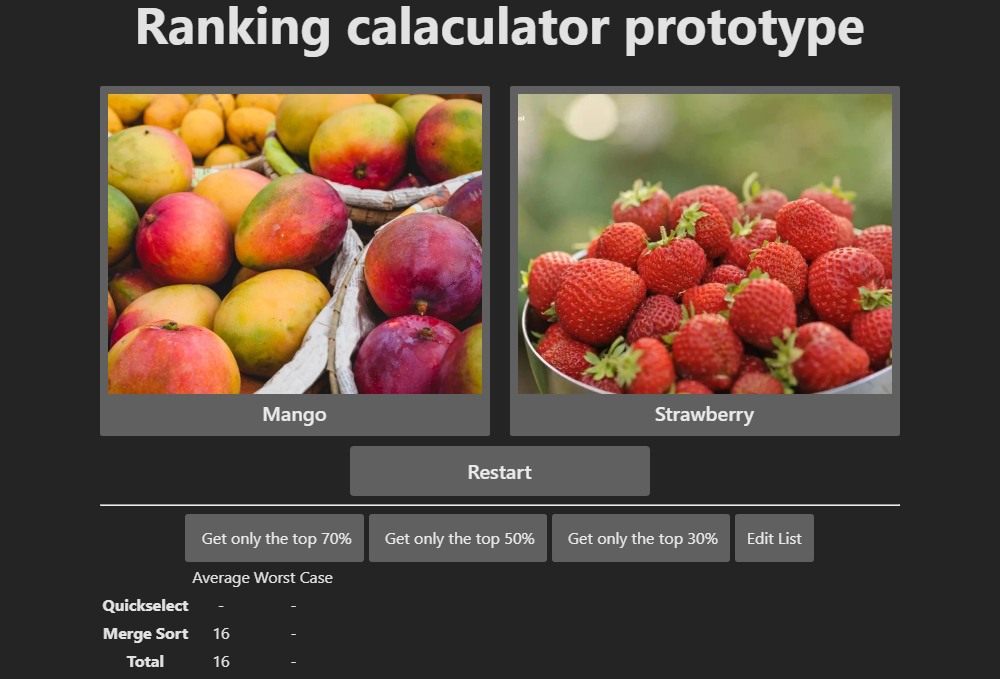 Ranking calaculator prototype
Mango
Strawberry
Restart
Get only the top 70% Get only the top 50% Get only the top 30% Edit List
Average Worst Case
Quickselect - -
Merge Sort 16 -
Total 16 -